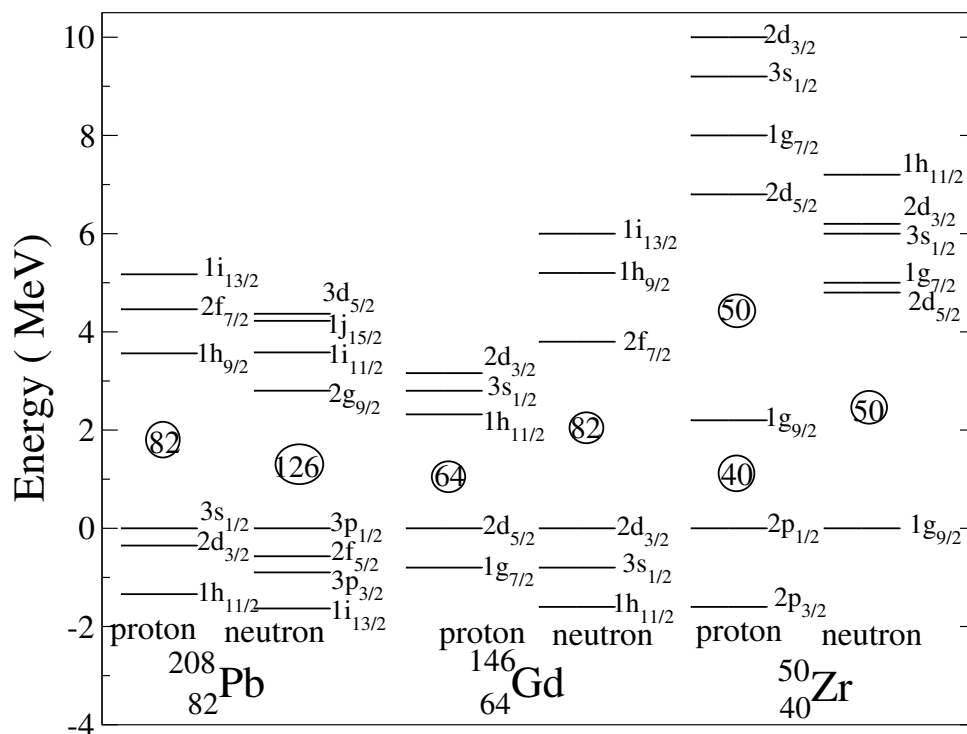 Energy ( MeV)
10
8
6
4
2
0
-2
-4
1i13/2
2f7/2
1h9/2
82
3s1/2
2d3/2
1h11/2
proton
3d5/2
1j15/2
1i11/2
2g9/2
126
3p1/2
2f5/2
3p3/2
1i13/2
neutron
208
82Pb
2d3/2
3s1/2
1h11/2
64
2d5/2
1g7/2
proton
1i13/2
1h9/2
2f7/2
82
2d3/2
3s1/2
1h11/2
neutron
146
64Gd
2d3/2
3s1/2
1g7/2
2d5/2
50
1g9/2
40
2p1/2
2p3/2
proton
1h11/2
2d3/2
3s1/2
1g7/2
2d5/2
50
1g9/2
neutron
50
40Zr